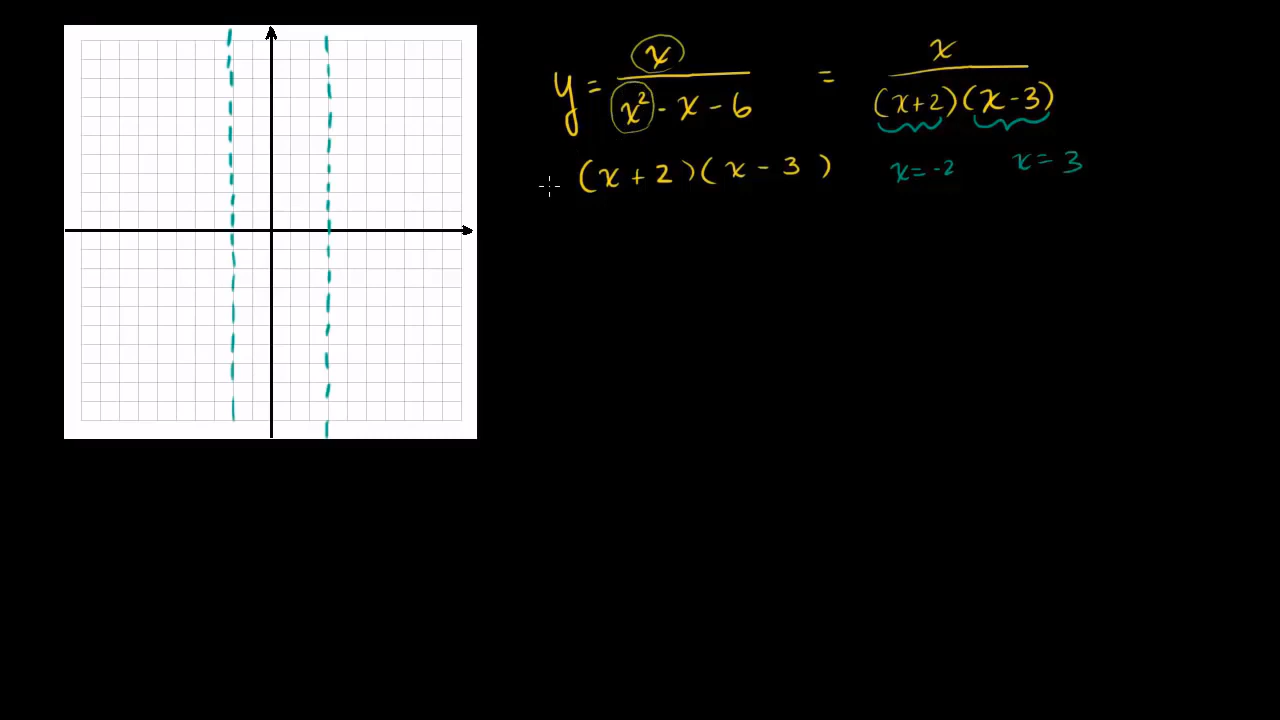 y = x / (x² - x - 6) = x / ((x+2)(x-3))
(x + 2)(x - 3) x = -2 x = 3